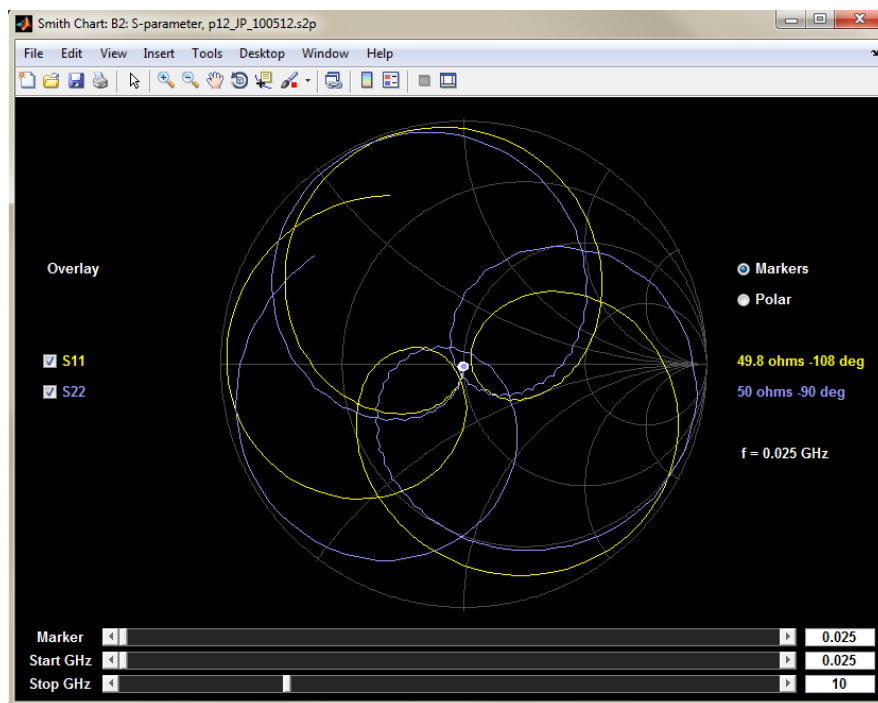 Smith Chart: B2: S-parameter, p12_JP_100512.s2p
File Edit View Insert Tools Desktop Window Help
Overlay
Markers
Polar
S11
49.8 ohms -108 deg
S22
50 ohms -90 deg
f = 0.025 GHz
Marker 0.025
Start GHz 0.025
Stop GHz 10